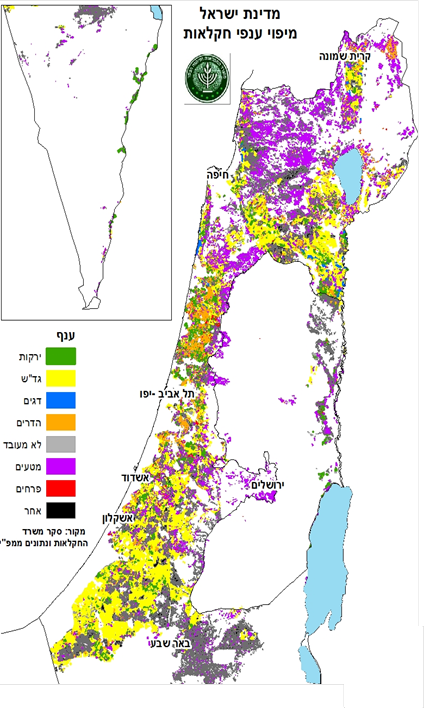 מדינת ישראל
מיפוי ענפי חקלאות
קרית שמונה
חיפה
ענף
ירקות
גד"ש
דגים
הדרים
לא מעובד
מטעים
פרחים
אחר
תל אביב -יפו
ירושלים
אשדוד
אשקלון
באר שבע
מקור: סקר משרד
החקלאות ונתונים ממפ"י